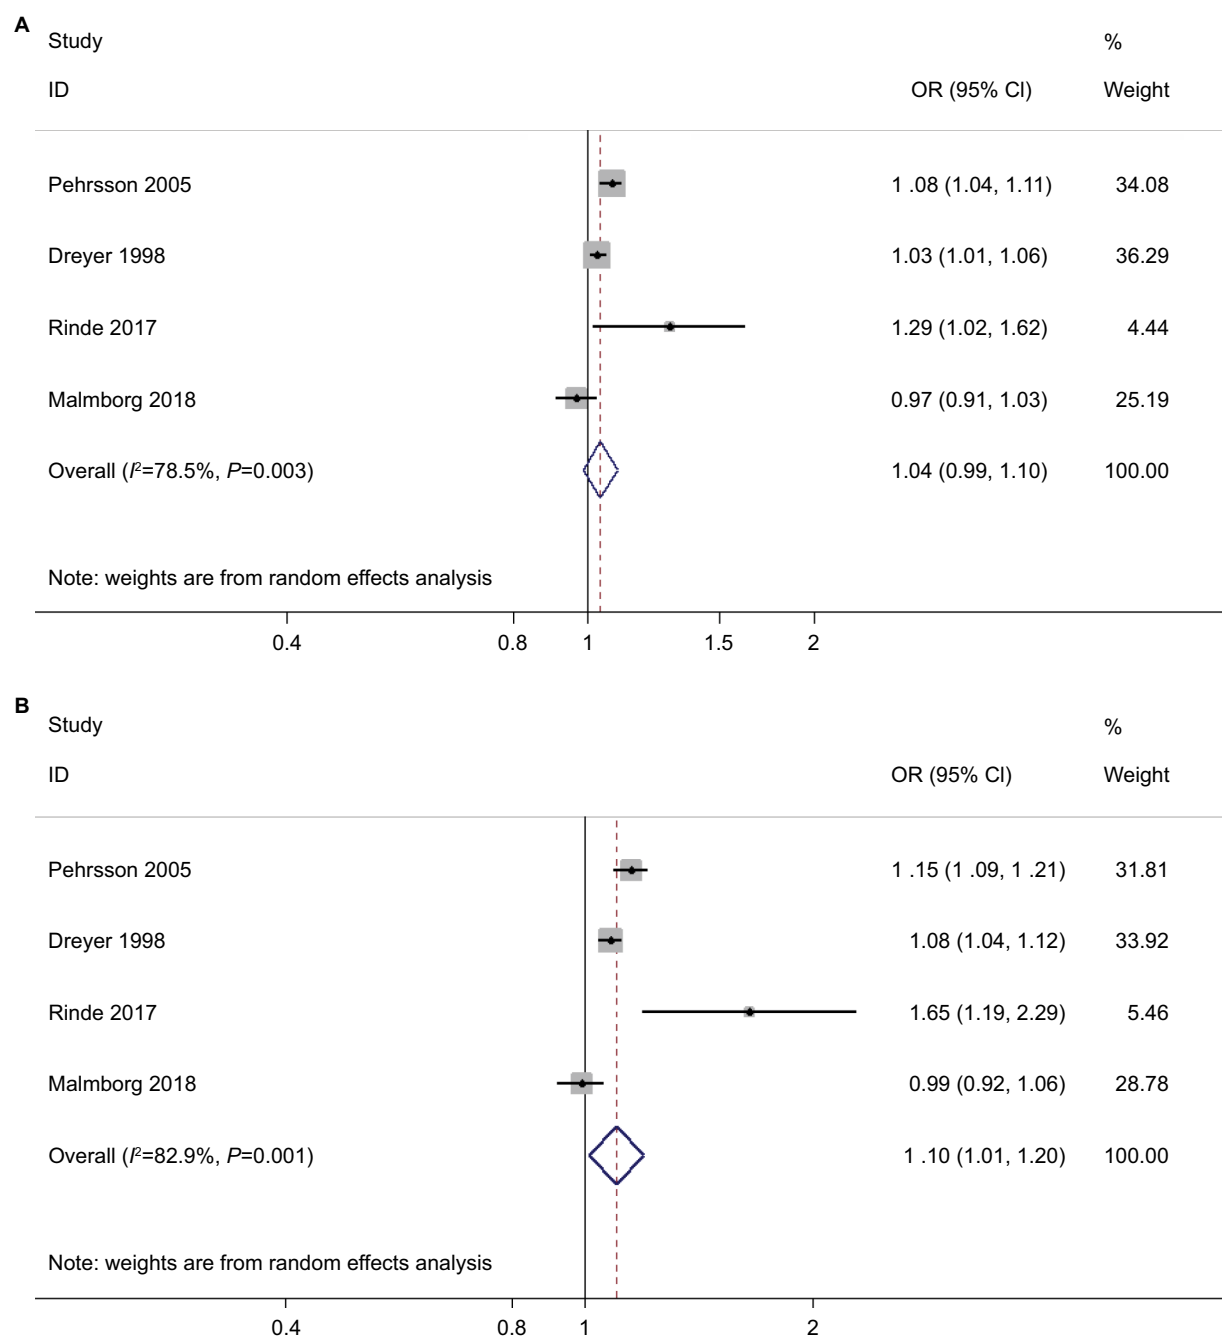 A
Study %
ID OR (95% CI) Weight
Pehrsson 2005 1 .08 (1.04, 1.11) 34.08
Dreyer 1998 1.03 (1.01, 1.06) 36.29
Rinde 2017 1.29 (1.02, 1.62) 4.44
Malmborg 2018 0.97 (0.91, 1.03) 25.19
Overall (I²=78.5%, P=0.003) 1.04 (0.99, 1.10) 100.00
Note: weights are from random effects analysis
0.4 0.8 1 1.5 2
B
Study %
ID OR (95% CI) Weight
Pehrsson 2005 1 .15 (1 .09, 1 .21) 31.81
Dreyer 1998 1.08 (1.04, 1.12) 33.92
Rinde 2017 1.65 (1.19, 2.29) 5.46
Malmborg 2018 0.99 (0.92, 1.06) 28.78
Overall (I²=82.9%, P=0.001) 1 .10 (1.01, 1.20) 100.00
Note: weights are from random effects analysis
0.4 0.8 1 2